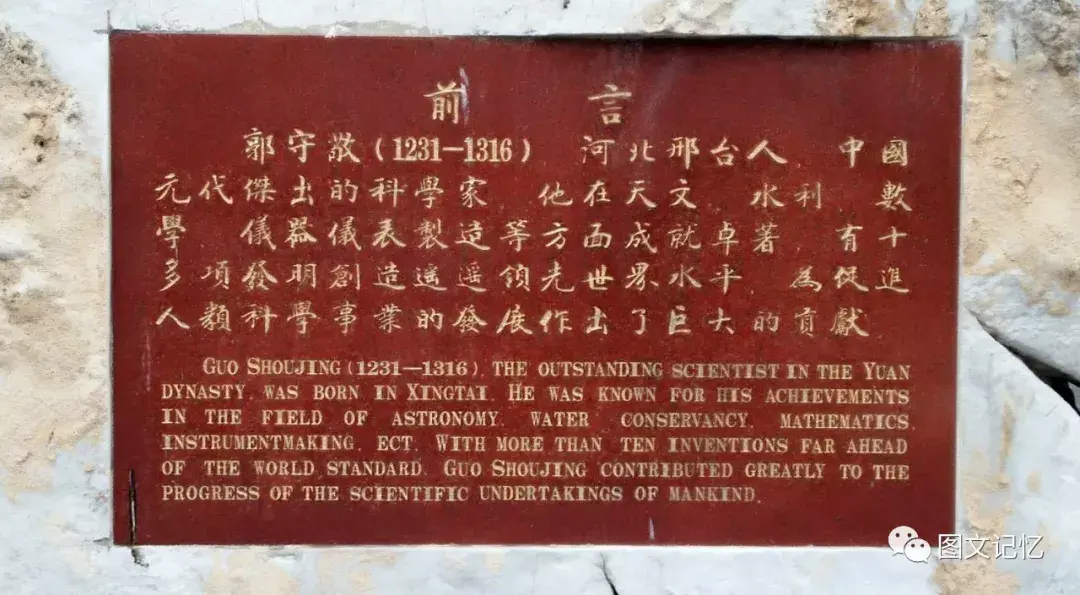 前言
郭守敬(1231—1316) 河北邢台人 中國
元代傑出的科學家 他在天文 水利 數
學 儀器儀表製造等方面成就卓著 有十
多項發明創造遙遥領先世界水平 為促進
人類科學事業的發展作出了巨大的貢獻
GUO SHOUJING (1231—1316), THE OUTSTANDING SCIENTIST IN THE YUAN
DYNASTY, WAS BORN IN XINGTAI. HE WAS KNOWN FOR HIS ACHIEVEMENTS
IN THE FIELD OF ASTRONOMY, WATER CONSERVANCY, MATHEMATICS,
INSTRUMENTMAKING, ECT. WITH MORE THAN TEN INVENTIONS FAR AHEAD
OF THE WORLD STANDARD. GUO SHOUJING CONTRIBUTED GREATLY TO THE
PROGRESS OF THE SCIENTIFIC UNDERTAKINGS OF MANKIND.
图文记忆